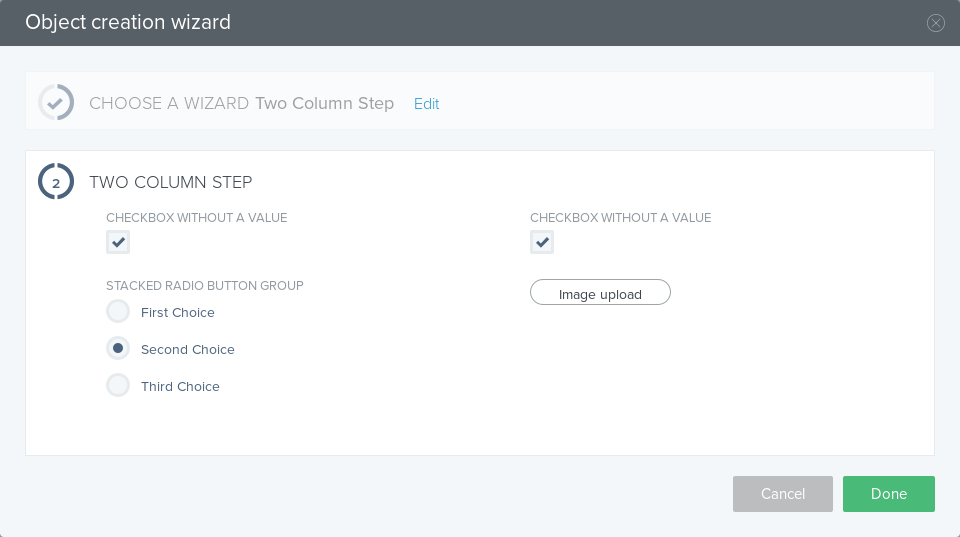 Object creation wizard
CHOOSE A WIZARD Two Column Step Edit
2 TWO COLUMN STEP
CHECKBOX WITHOUT A VALUE
CHECKBOX WITHOUT A VALUE
STACKED RADIO BUTTON GROUP
First Choice
Second Choice
Third Choice
Image upload
Cancel
Done